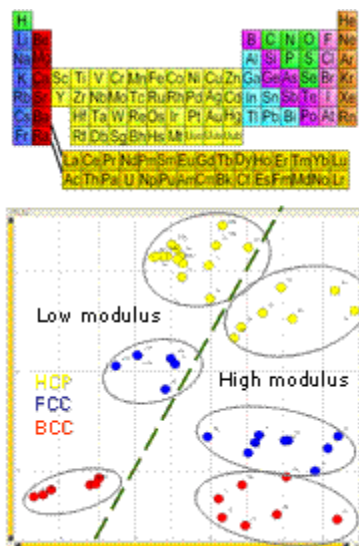 H He
Li Be B C N O F Ne
Na Mg Al Si P S Cl Ar
K Ca Sc Ti V Cr Mn Fe Co Ni Cu Zn Ga Ge As Se Br Kr
Rb Sr Y Zr Nb Mo Tc Ru Rh Pd Ag Cd In Sn Sb Te I Xe
Cs Ba Hf Ta W Re Os Ir Pt Au Hg Tl Pb Bi Po At Rn
Fr Ra Rf Db Sg Bh Hs Mt
La Ce Pr Nd Pm Sm Eu Gd Tb Dy Ho Er Tm Yb Lu
Ac Th Pa U Np Pu Am Cm Bk Cf Es Fm Md No Lr
Low modulus
High modulus
HCP
FCC
BCC